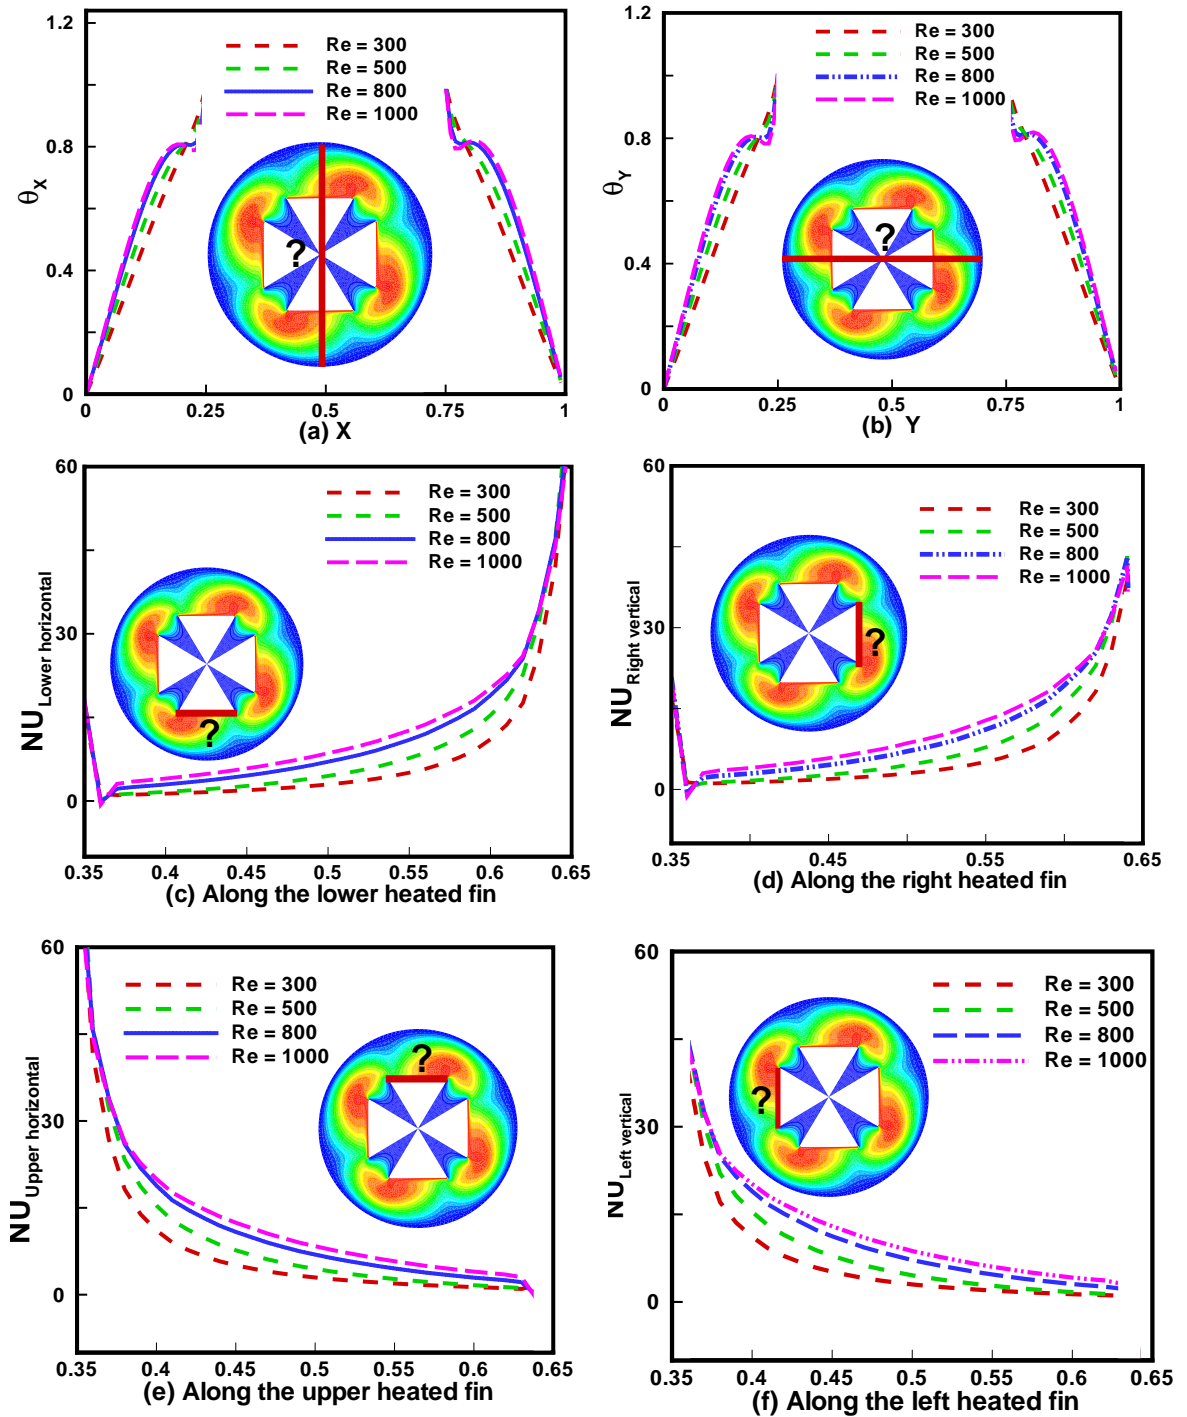 1.2
0.8
0.4
0
θX
Re = 300
Re = 500
Re = 800
Re = 1000
?
0
0.25
0.5
0.75
1
(a) X
1.2
0.8
0.4
0
θY
Re = 300
Re = 500
Re = 800
Re = 1000
?
0
0.25
0.5
0.75
1
(b) Y
60
30
0
NU Lower horizontal
Re = 300
Re = 500
Re = 800
Re = 1000
?
0.35
0.4
0.45
0.5
0.55
0.6
0.65
(c) Along the lower heated fin
60
30
0
NU Right vertical
Re = 300
Re = 500
Re = 800
Re = 1000
?
0.35
0.45
0.55
0.65
(d) Along the right heated fin
60
30
0
NU Upper horizontal
Re = 300
Re = 500
Re = 800
Re = 1000
?
0.35
0.4
0.45
0.5
0.55
0.6
0.65
(e) Along the upper heated fin
60
30
0
NU Left vertical
Re = 300
Re = 500
Re = 800
Re = 1000
?
0.35
0.4
0.45
0.5
0.55
0.6
0.65
(f) Along the left heated fin